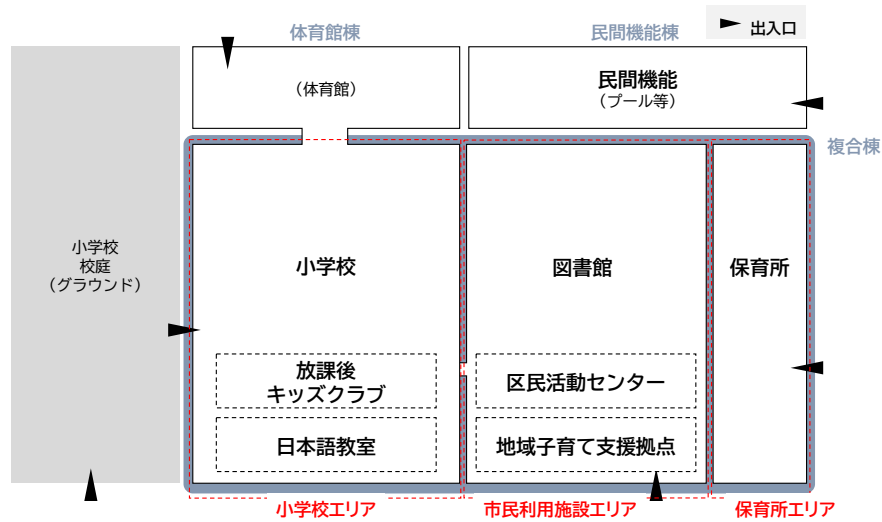 体育館棟
民間機能棟
出入口
（体育館）
民間機能
（プール等）
複合棟
小学校
校庭
（グラウンド）
小学校
図書館
保育所
放課後
キッズクラブ
区民活動センター
日本語教室
地域子育て支援拠点
小学校エリア
市民利用施設エリア
保育所エリア